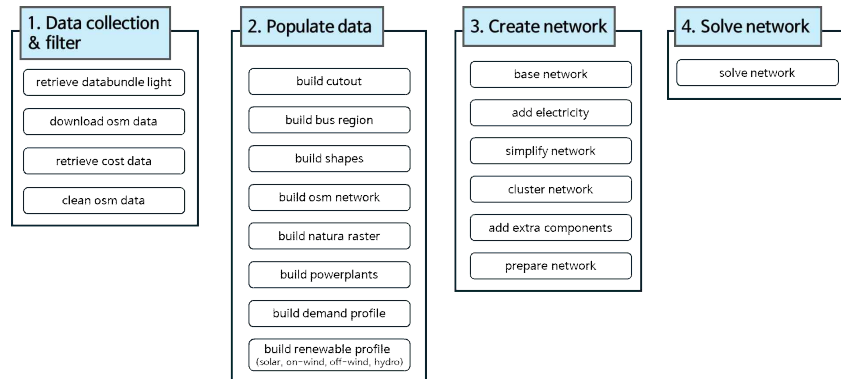 1. Data collection
& filter
retrieve databundle light
download osm data
retrieve cost data
clean osm data
2. Populate data
build cutout
build bus region
build shapes
build osm network
build natura raster
build powerplants
build demand profile
build renewable profile
(solar, on-wind, off-wind, hydro)
3. Create network
base network
add electricity
simplify network
cluster network
add extra components
prepare network
4. Solve network
solve network